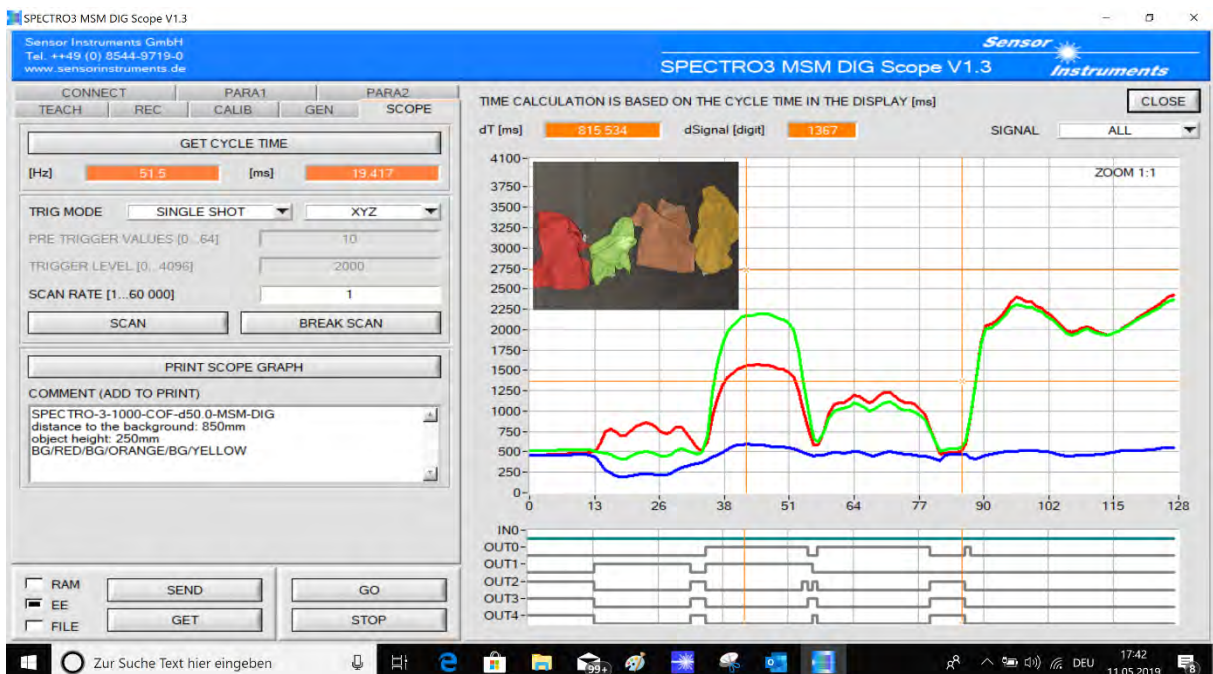 SPECTRO3 MSM DIG Scope V1.3
Sensor Instruments GmbH
Tel. ++49 (0) 8544-9719-0
www.sensorinstruments.de
Sensor
Instruments
SPECTRO3 MSM DIG Scope V1.3
CONNECT PARA1 PARA2
TEACH REC CALIB GEN SCOPE
GET CYCLE TIME
[Hz] 51.5 [ms] 19.417
TRIG MODE SINGLE SHOT XYZ
PRE TRIGGER VALUES [0...64] 10
TRIGGER LEVEL [0...4096] 2000
SCAN RATE [1...60 000] 1
SCAN BREAK SCAN
PRINT SCOPE GRAPH
COMMENT (ADD TO PRINT)
SPECTRO-3-1000-COF-d50.0-MSM-DIG
distance to the background: 850mm
object height: 250mm
BG/RED/BG/ORANGE/BG/YELLOW
RAM
EE
FILE
SEND GO
GET STOP
TIME CALCULATION IS BASED ON THE CYCLE TIME IN THE DISPLAY [ms]
CLOSE
dT [ms] 815 534 dSignal [digit] 1367 SIGNAL ALL
ZOOM 1:1
4100
3750
3500
3250
3000
2750
2500
2250
2000
1750
1500
1250
1000
750
500
250
0
0 13 26 38 51 64 77 90 102 115 128
IN0
OUT0
OUT1
OUT2
OUT3
OUT4
Zur Suche Text hier eingeben
99+
DEU
17:42
11.05.2019
8